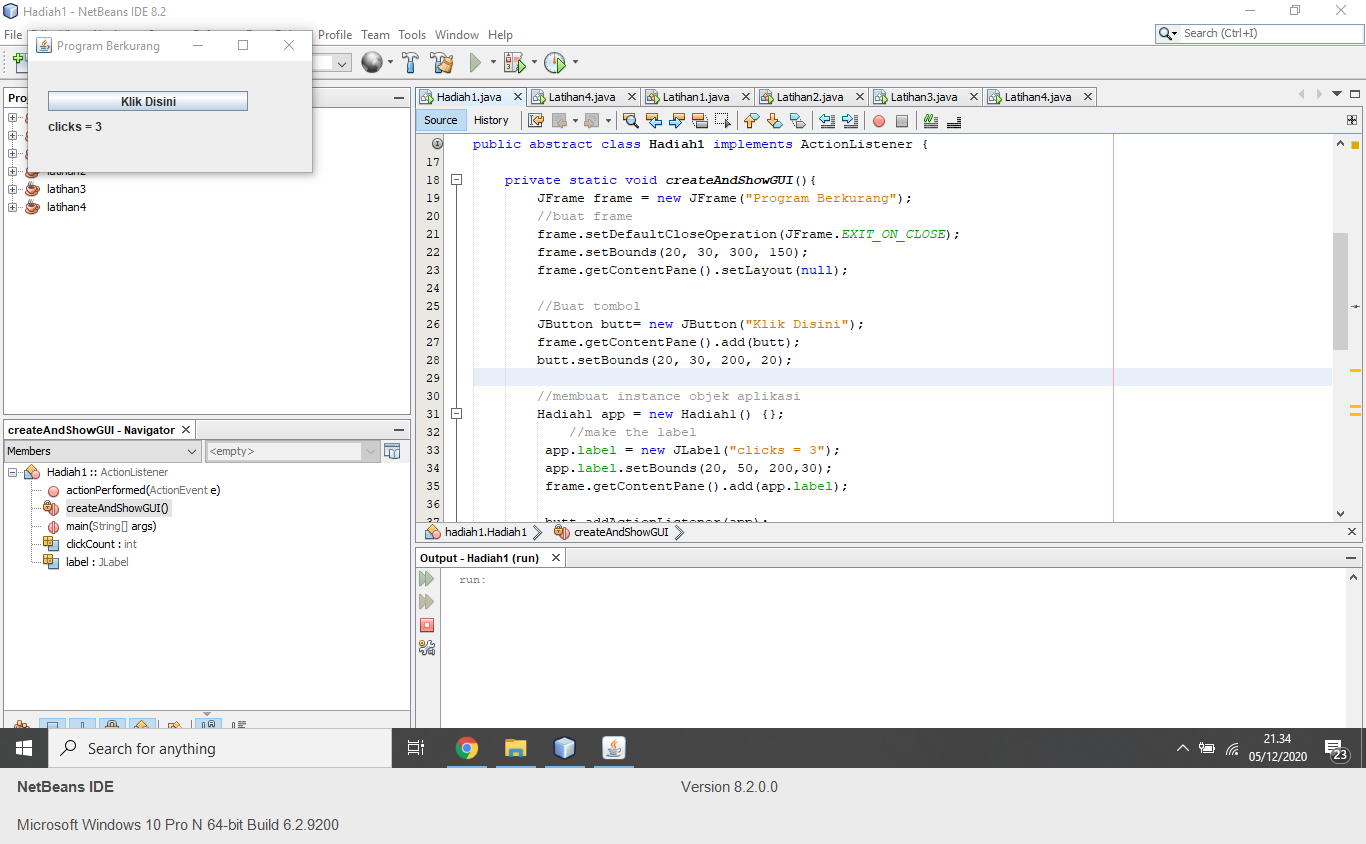 Hadiah1 - NetBeans IDE 8.2
File
Profile Team Tools Window Help
Search (Ctrl+I)
Program Berkurang
Klik Disini
clicks = 3
latihan3
latihan4
Hadiah1.java
Latihan4.java
Latihan1.java
Latihan2.java
Latihan3.java
Latihan4.java
Source History
public abstract class Hadiah1 implements ActionListener {
17
18 private static void createAndShowGUI(){
19 JFrame frame = new JFrame("Program Berkurang");
20 //buat frame
21 frame.setDefaultCloseOperation(JFrame.EXIT_ON_CLOSE);
22 frame.setBounds(20, 30, 300, 150);
23 frame.getContentPane().setLayout(null);
24
25 //Buat tombol
26 JButton butt= new JButton("Klik Disini");
27 frame.getContentPane().add(butt);
28 butt.setBounds(20, 30, 200, 20);
29
30 //membuat instance objek aplikasi
31 Hadiah1 app = new Hadiah1() {};
32 //make the label
33 app.label = new JLabel("clicks = 3");
34 app.label.setBounds(20, 50, 200,30);
35 frame.getContentPane().add(app.label);
36
37 butt.addActionListener(app);
hadiah1.Hadiah1 createAndShowGUI
createAndShowGUI - Navigator
Members <empty>
Hadiah1 :: ActionListener
actionPerformed(ActionEvent e)
createAndShowGUI()
main(String[] args)
clickCount : int
label : JLabel
Output - Hadiah1 (run)
run:
Search for anything
21.34
05/12/2020
23
NetBeans IDE Version 8.2.0.0
Microsoft Windows 10 Pro N 64-bit Build 6.2.9200